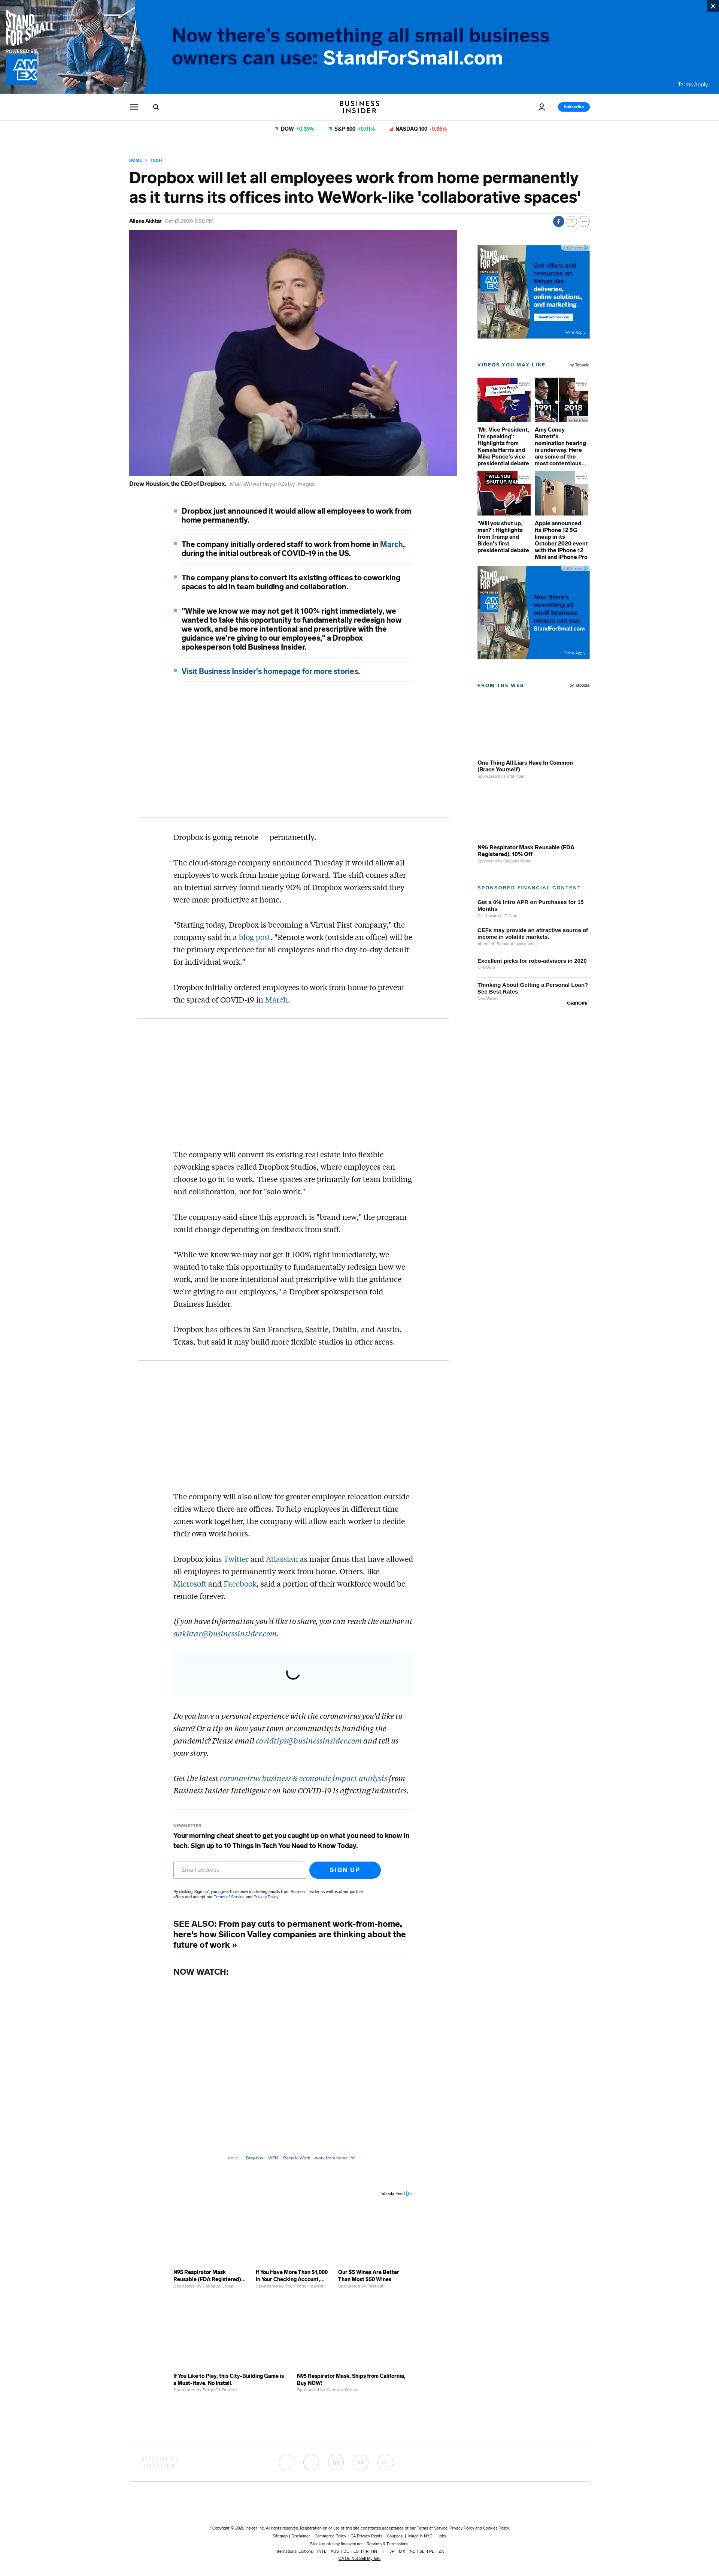 STAND
FOR SMALL
POWERED BY
AMEX
Now there's something all small business
owners can use: StandForSmall.com
Terms Apply.
BUSINESS
INSIDER
Subscribe
DOW +0.39% S&P 500 +0.01% NASDAQ 100 -0.36%
HOME > TECH
Dropbox will let all employees work from home permanently
as it turns its offices into WeWork-like 'collaborative spaces'
Allana Akhtar Oct 13, 2020, 8:58 PM
Drew Houston, the CEO of Dropbox. Matt Winkelmeyer/Getty Images
Dropbox just announced it would allow all employees to work from
home permanently.
The company initially ordered staff to work from home in March,
during the initial outbreak of COVID-19 in the US.
The company plans to convert its existing offices to coworking
spaces to aid in team building and collaboration.
"While we know we may not get it 100% right immediately, we
wanted to take this opportunity to fundamentally redesign how
we work, and be more intentional and prescriptive with the
guidance we're giving to our employees," a Dropbox
spokesperson told Business Insider.
Visit Business Insider's homepage for more stories.
Dropbox is going remote — permanently.
The cloud-storage company announced Tuesday it would allow all
employees to work from home going forward. The shift comes after
an internal survey found nearly 90% of Dropbox workers said they
were more productive at home.
"Starting today, Dropbox is becoming a Virtual First company," the
company said in a blog post. "Remote work (outside an office) will be
the primary experience for all employees and the day-to-day default
for individual work."
Dropbox initially ordered employees to work from home to prevent
the spread of COVID-19 in March.
The company will convert its existing real estate into flexible
coworking spaces called Dropbox Studios, where employees can
choose to go in to work. These spaces are primarily for team building
and collaboration, not for "solo work."
The company said since this approach is "brand new," the program
could change depending on feedback from staff.
"While we know we may not get it 100% right immediately, we
wanted to take this opportunity to fundamentally redesign how we
work, and be more intentional and prescriptive with the guidance
we're giving to our employees," a Dropbox spokesperson told
Business Insider.
Dropbox has offices in San Francisco, Seattle, Dublin, and Austin,
Texas, but said it may build more flexible studios in other areas.
The company will also allow for greater employee relocation outside
cities where there are offices. To help employees in different time
zones work together, the company will allow each worker to decide
their own work hours.
Dropbox joins Twitter and Atlassian as major firms that have allowed
all employees to permanently work from home. Others, like
Microsoft and Facebook, said a portion of their workforce would be
remote forever.
If you have information you'd like to share, you can reach the author at
aakhtar@businessinsider.com.
Do you have a personal experience with the coronavirus you'd like to
share? Or a tip on how your town or community is handling the
pandemic? Please email covidtips@businessinsider.com and tell us
your story.
Get the latest coronavirus business & economic impact analysis from
Business Insider Intelligence on how COVID-19 is affecting industries.
NEWSLETTER
Your morning cheat sheet to get you caught up on what you need to know in
tech. Sign up to 10 Things in Tech You Need to Know Today.
Email address
SIGN UP
By clicking 'Sign up', you agree to receive marketing emails from Business Insider as well as other partner
offers and accept our Terms of Service and Privacy Policy.
SEE ALSO: From pay cuts to permanent work-from-home,
here's how Silicon Valley companies are thinking about the
future of work »
NOW WATCH:
More: Dropbox WFH Remote Work work from home
Taboola Feed
N95 Respirator Mask
Reusable (FDA Registered)...
Sponsored by Canopus Group
If You Have More Than $1,000
in Your Checking Account,...
Sponsored by The Penny Hoarder
Our $5 Wines Are Better
Than Most $50 Wines
Sponsored by Firstleaf
If You Like to Play, this City-Building Game is
a Must-Have. No Install.
Sponsored by Forge Of Empires
N95 Respirator Mask, Ships from California,
Buy NOW!
Sponsored by Canopus Group
STAND
FOR SMALL
POWERED BY
AMEX
Get offers and
resources on
things like
deliveries,
online solutions,
and marketing.
StandForSmall.com
Terms Apply.
VIDEOS YOU MAY LIKE by Taboola
"Mr. Vice President,
I'm speaking."
1991 2018
'Mr. Vice President,
I'm speaking':
Highlights from
Kamala Harris and
Mike Pence's vice
presidential debate
Amy Coney
Barrett's
nomination hearing
is underway. Here
are some of the
most contentious...
"WILL YOU
SHUT UP, MAN
'Will you shut up,
man?': Highlights
from Trump and
Biden's first
presidential debate
Apple announced
its iPhone 12 5G
lineup in its
October 2020 event
with the iPhone 12
Mini and iPhone Pro
STAND
FOR SMALL
POWERED BY
AMEX
Now there's
something all
small business
owners can use:
StandForSmall.com
Terms Apply.
FROM THE WEB by Taboola
One Thing All Liars Have In Common
(Brace Yourself)
Sponsored by TruthFinder
N95 Respirator Mask Reusable (FDA
Registered), 10% Off
Sponsored by Canopus Group
SPONSORED FINANCIAL CONTENT
Get a 0% Intro APR on Purchases for 15
Months
Citi Rewards+℠ Card
CEFs may provide an attractive source of
income in volatile markets.
Aberdeen Standard Investments
Excellent picks for robo-advisors in 2020
NerdWallet
Thinking About Getting a Personal Loan?
See Best Rates
NerdWallet
dianomi
BUSINESS
INSIDER
* Copyright © 2020 Insider Inc. All rights reserved. Registration on or use of this site constitutes acceptance of our Terms of Service, Privacy Policy and Cookies Policy.
Sitemap | Disclaimer | Commerce Policy | CA Privacy Rights | Coupons | Made in NYC | Jobs
Stock quotes by finanzen.net | Reprints & Permissions
International Editions: INTL | AUS | DE | ES | FR | IN | IT | JP | MX | NL | SE | PL | ZA
CA Do Not Sell My Info